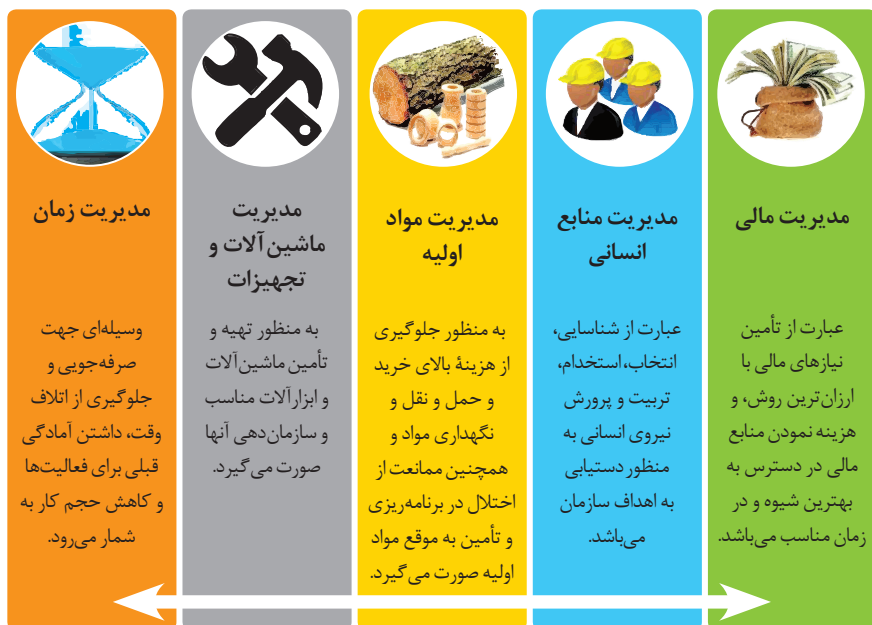 مدیریت مالی
عبارت از تأمین
نیازهای مالی با
ارزان‌ترین روش، و
هزینه نمودن منابع
مالی در دسترس به
بهترین شیوه و در
زمان مناسب می‌باشد.
مدیریت منابع
انسانی
عبارت از شناسایی،
انتخاب، استخدام،
تربیت و پرورش
نیروی انسانی به
منظور دستیابی
به اهداف سازمان
می‌باشد.
مدیریت مواد
اولیه
به منظور جلوگیری
از هزینهٔ بالای خرید
و حمل و نقل و
نگهداری مواد و
همچنین ممانعت از
اختلال در برنامه‌ریزی
و تأمین به موقع مواد
اولیه صورت می‌گیرد.
مدیریت
ماشین‌آلات و
تجهیزات
به منظور تهیه و
تأمین ماشین‌آلات
و ابزارآلات مناسب
و سازمان‌دهی آنها
صورت می‌گیرد.
مدیریت زمان
وسیله‌ای جهت
صرفه‌جویی و
جلوگیری از اتلاف
وقت، داشتن آمادگی
قبلی برای فعالیت‌ها
و کاهش حجم کار به
شمار می‌رود.